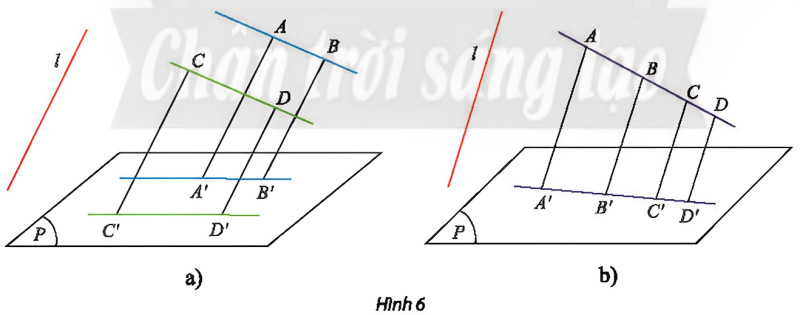 Chân trời sáng tạo
l
A
B
C
D
A'
B'
C'
D'
P
a)
l
A
B
C
D
A'
B'
C'
D'
P
b)
Hình 6